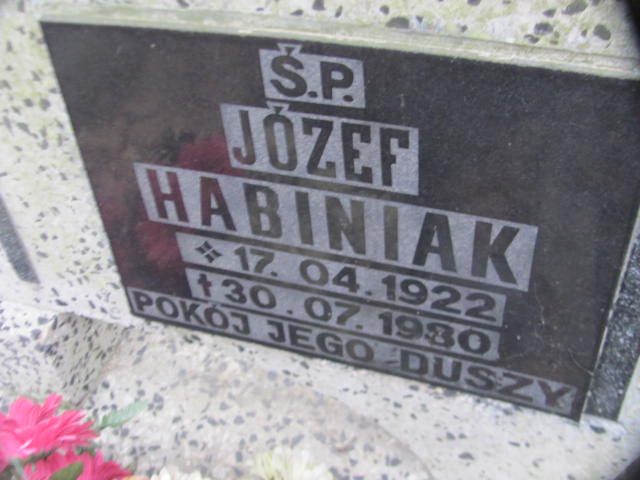 Ś.P.
JÓZEF
HABINIAK
17.04.1922
† 30.07.1980
POKÓJ JEGO DUSZY